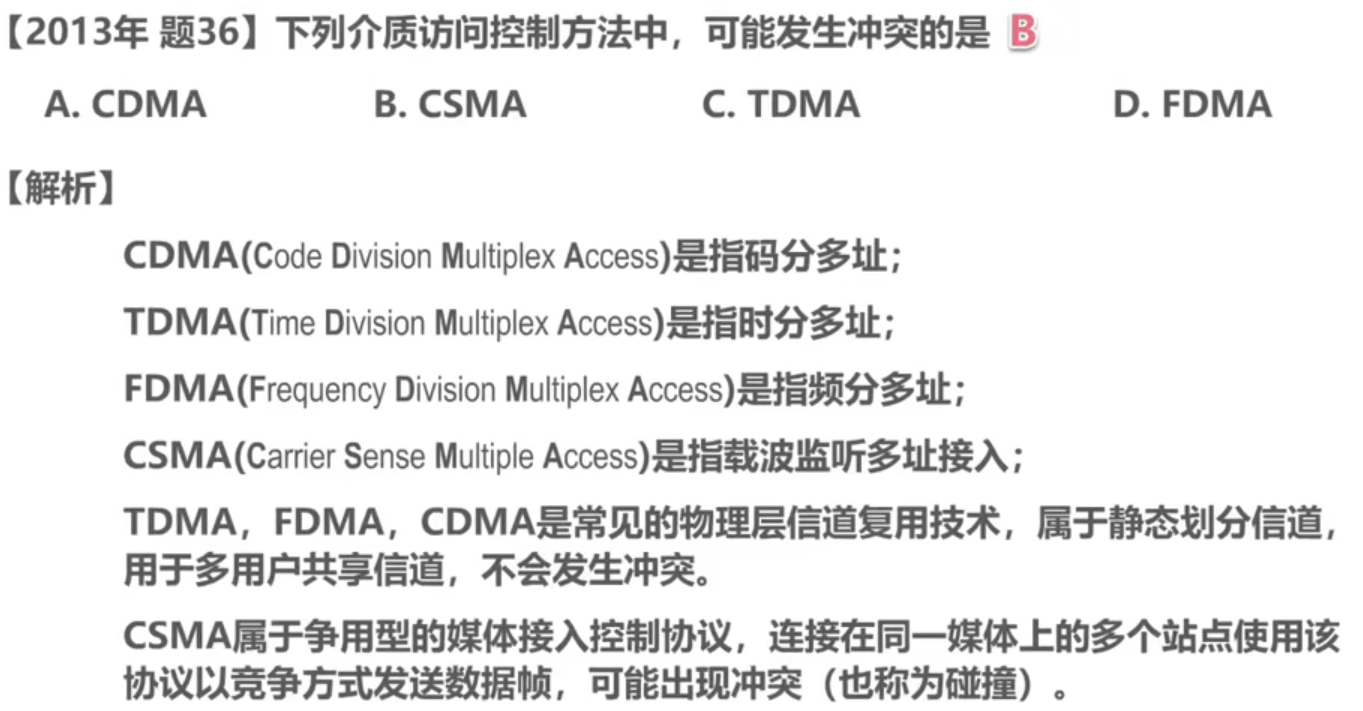 【2013年 题36】下列介质访问控制方法中，可能发生冲突的是 B
A. CDMA B. CSMA C. TDMA D. FDMA
【解析】
CDMA(Code Division Multiplex Access)是指码分多址；
TDMA(Time Division Multiplex Access)是指时分多址；
FDMA(Frequency Division Multiplex Access)是指频分多址；
CSMA(Carrier Sense Multiple Access)是指载波监听多址接入；
TDMA，FDMA，CDMA是常见的物理层信道复用技术，属于静态划分信道，
用于多用户共享信道，不会发生冲突。
CSMA属于争用型的媒体接入控制协议，连接在同一媒体上的多个站点使用该
协议以竞争方式发送数据帧，可能出现冲突（也称为碰撞）。